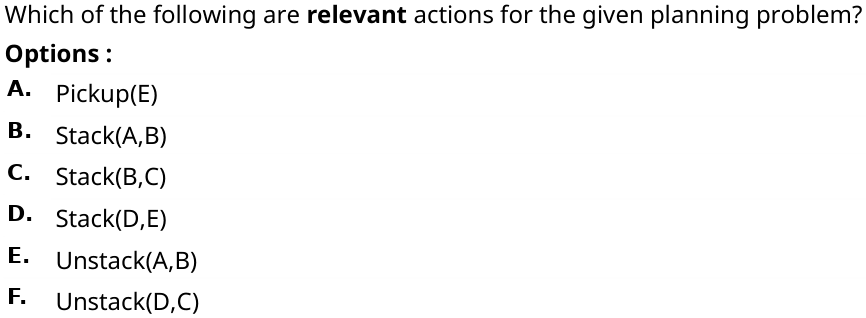 Which of the following are relevant actions for the given planning problem?
Options :
A. Pickup(E)
B. Stack(A,B)
C. Stack(B,C)
D. Stack(D,E)
E. Unstack(A,B)
F. Unstack(D,C)